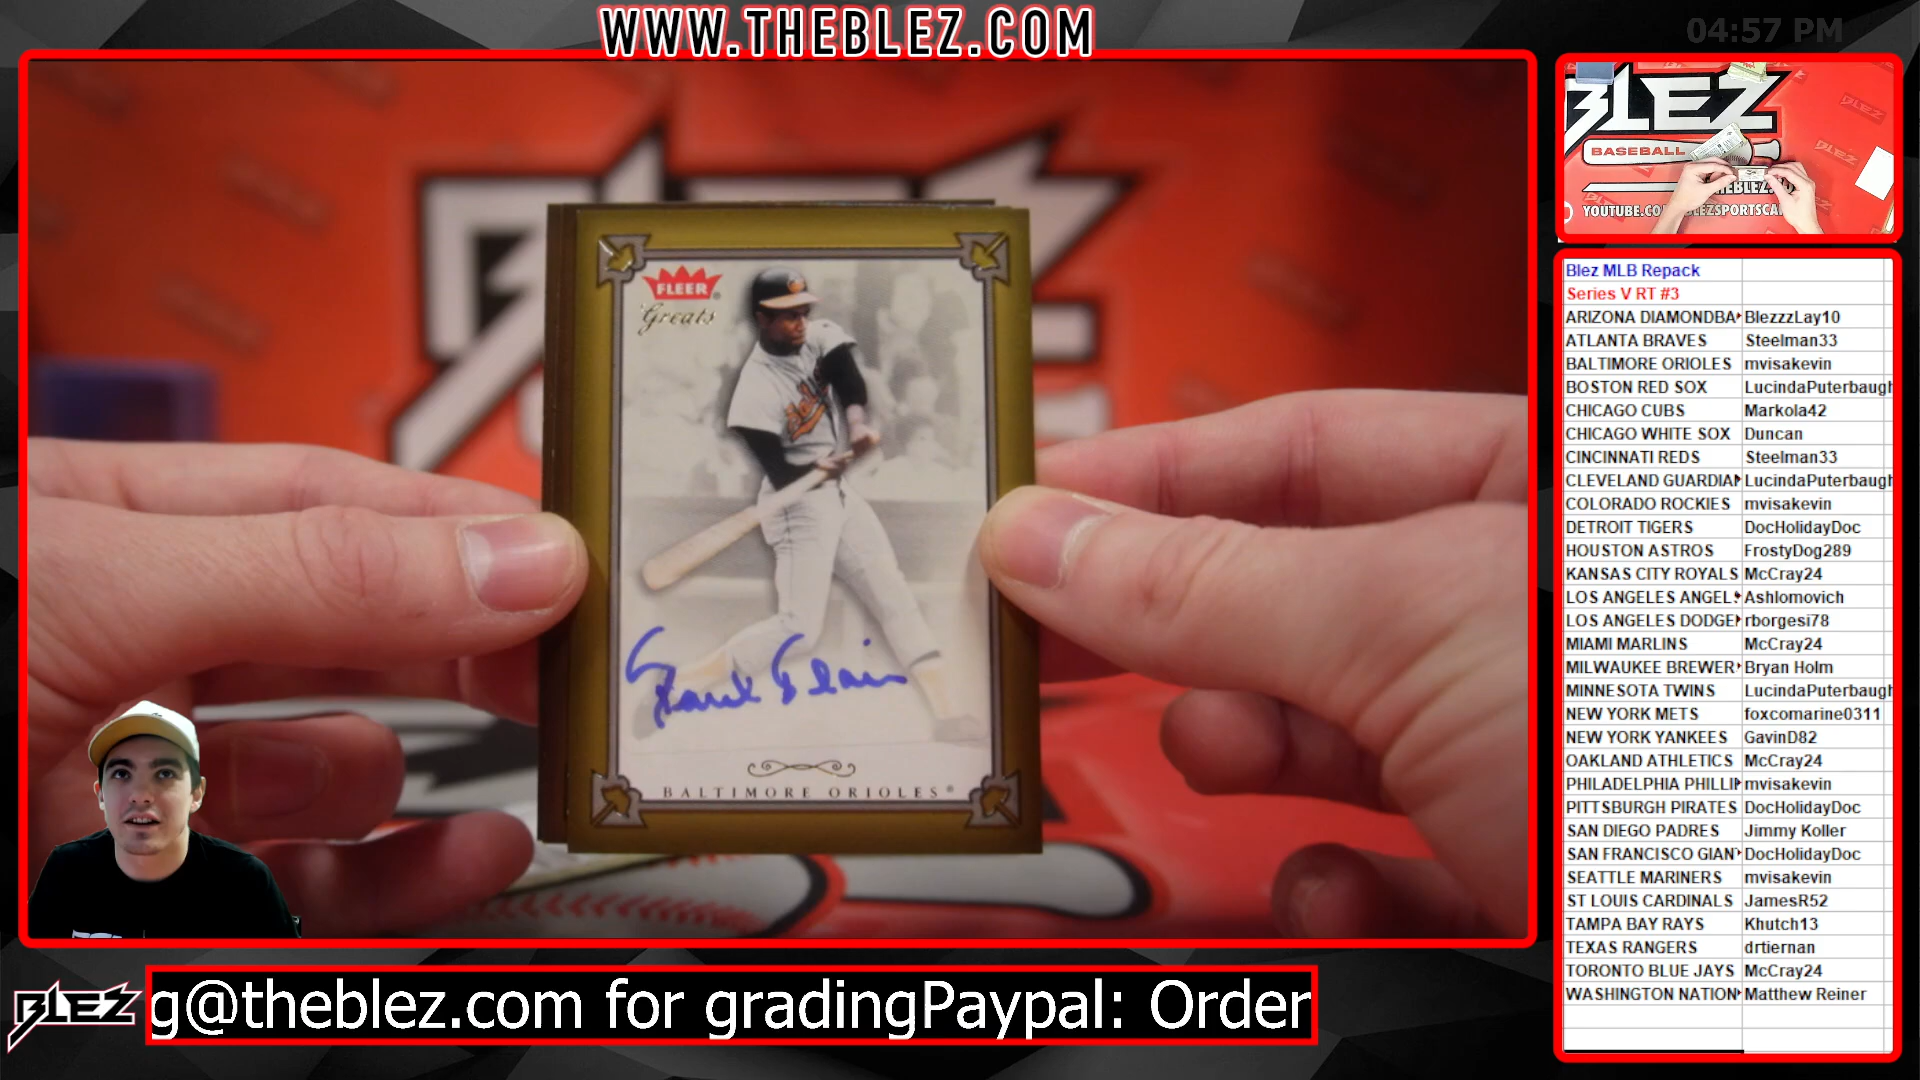 WWW.THEBLEZ.COM
04:57 PM
FLEER
Greats
Paul Blair
BALTIMORE ORIOLES
BLEZ
BASEBALL
YOUTUBE.CO
Blez MLB Repack
Series V RT #3
ARIZONA DIAMONDBA BlezzzLay10
ATLANTA BRAVES Steelman33
BALTIMORE ORIOLES mvisakevin
BOSTON RED SOX LucindaPuterbaugh
CHICAGO CUBS Markola42
CHICAGO WHITE SOX Duncan
CINCINNATI REDS Steelman33
CLEVELAND GUARDIAN LucindaPuterbaugh
COLORADO ROCKIES mvisakevin
DETROIT TIGERS DocHolidayDoc
HOUSTON ASTROS FrostyDog289
KANSAS CITY ROYALS McCray24
LOS ANGELES ANGELS Ashlomovich
LOS ANGELES DODGE rborgesi78
MIAMI MARLINS McCray24
MILWAUKEE BREWER Bryan Holm
MINNESOTA TWINS LucindaPuterbaugh
NEW YORK METS foxcomarine0311
NEW YORK YANKEES GavinD82
OAKLAND ATHLETICS McCray24
PHILADELPHIA PHILLI mvisakevin
PITTSBURGH PIRATES DocHolidayDoc
SAN DIEGO PADRES Jimmy Koller
SAN FRANCISCO GIAN DocHolidayDoc
SEATTLE MARINERS mvisakevin
ST LOUIS CARDINALS JamesR52
TAMPA BAY RAYS Khutch13
TEXAS RANGERS drtiernan
TORONTO BLUE JAYS McCray24
WASHINGTON NATION Matthew Reiner
BLEZ
g@theblez.com for gradingPaypal: Order